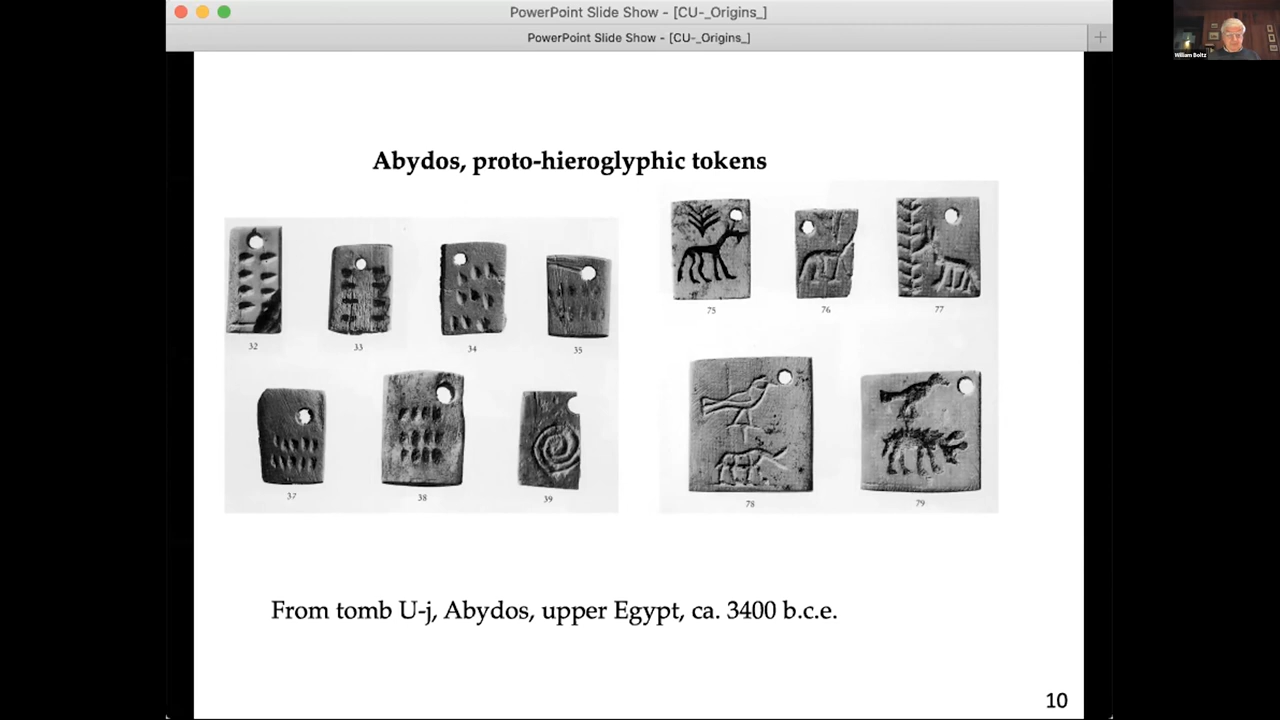 PowerPoint Slide Show - [CU-_Origins_]
PowerPoint Slide Show - [CU-_Origins_]
William Boltz
Abydos, proto-hieroglyphic tokens
32
33
34
35
37
38
39
75
76
77
78
79
From tomb U-j, Abydos, upper Egypt, ca. 3400 b.c.e.
10